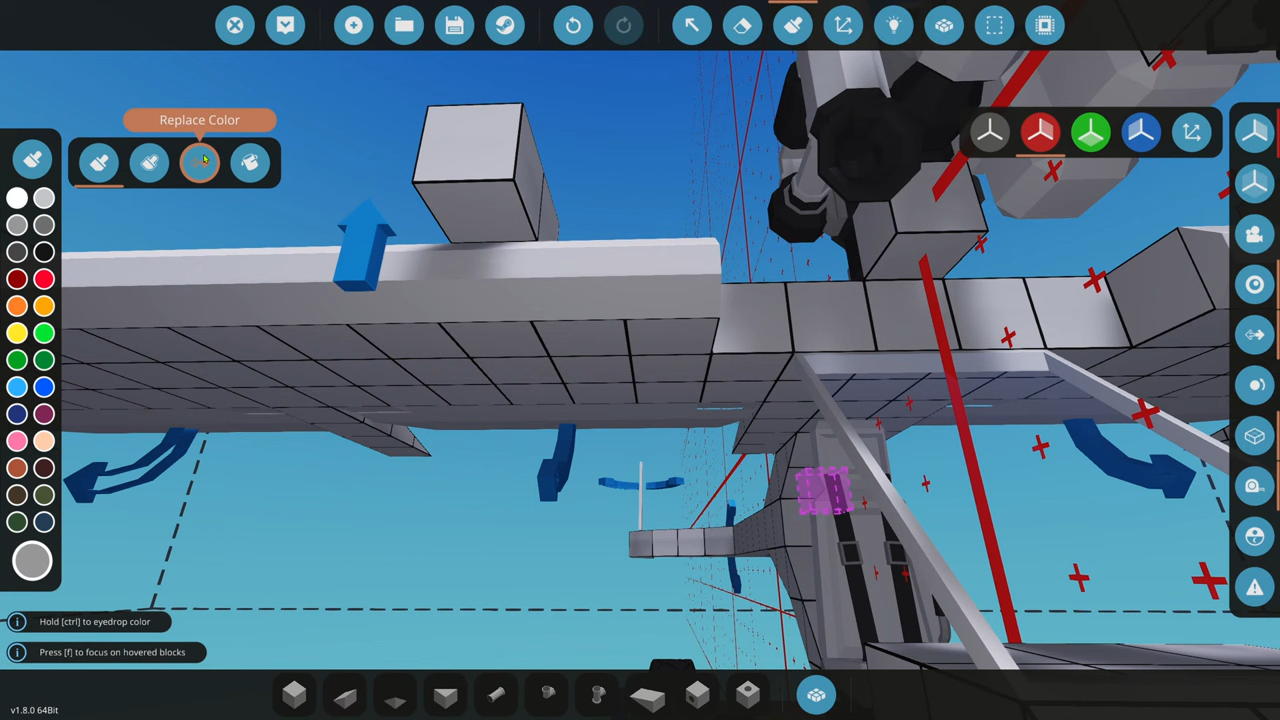 Replace Color
Hold [ctrl] to eyedrop color
Press [f] to focus on hovered blocks
v1.8.0 64Bit